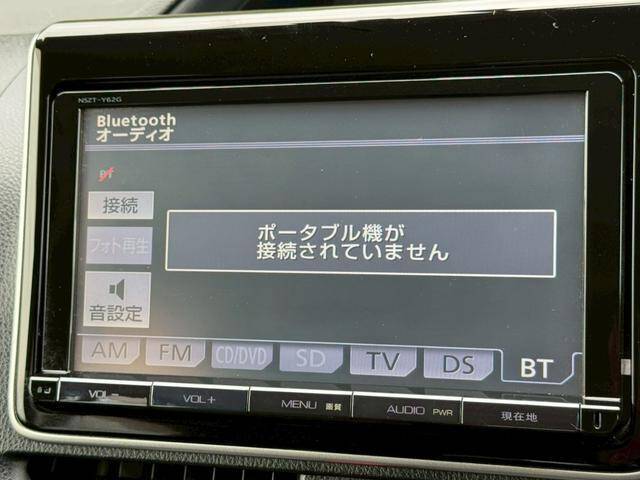 NSZT-Y62G
Bluetooth
オーディオ
接続
ポータブル機が
接続されていません
フォト再生
音設定
AM FM CD/DVD SD TV DS BT
VOL− VOL+ MENU 画質 AUDIO PWR 現在地